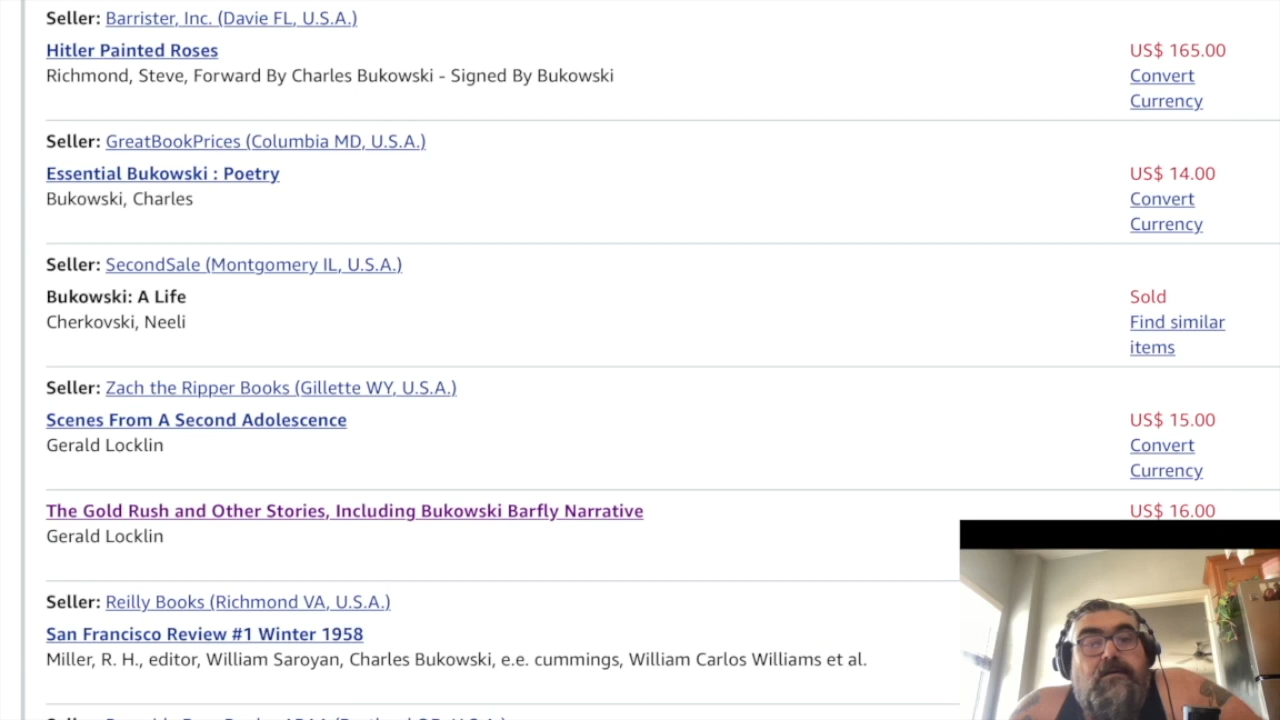 Seller: Barrister, Inc. (Davie FL, U.S.A.)
Hitler Painted Roses
US$ 165.00
Richmond, Steve, Forward By Charles Bukowski - Signed By Bukowski
Convert
Currency
Seller: GreatBookPrices (Columbia MD, U.S.A.)
Essential Bukowski : Poetry
US$ 14.00
Bukowski, Charles
Convert
Currency
Seller: SecondSale (Montgomery IL, U.S.A.)
Bukowski: A Life
Sold
Cherkovski, Neeli
Find similar
items
Seller: Zach the Ripper Books (Gillette WY, U.S.A.)
Scenes From A Second Adolescence
US$ 15.00
Gerald Locklin
Convert
Currency
The Gold Rush and Other Stories, Including Bukowski Barfly Narrative
US$ 16.00
Gerald Locklin
Seller: Reilly Books (Richmond VA, U.S.A.)
San Francisco Review #1 Winter 1958
Miller, R. H., editor, William Saroyan, Charles Bukowski, e.e. cummings, William Carlos Williams et al.